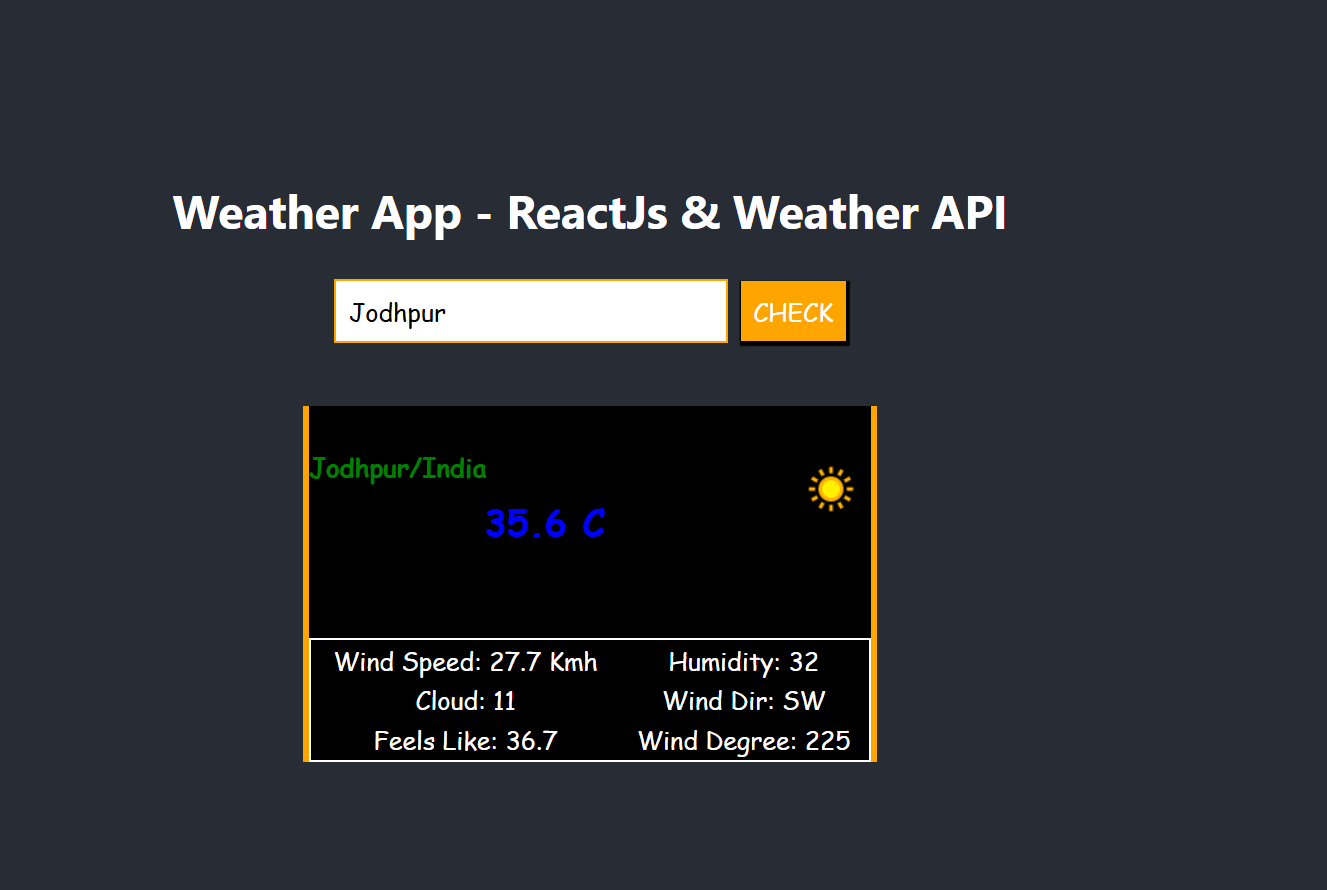 Weather App - ReactJs & Weather API
Jodhpur CHECK
Jodhpur/India
35.6 C
Wind Speed: 27.7 Kmh Humidity: 32
Cloud: 11 Wind Dir: SW
Feels Like: 36.7 Wind Degree: 225